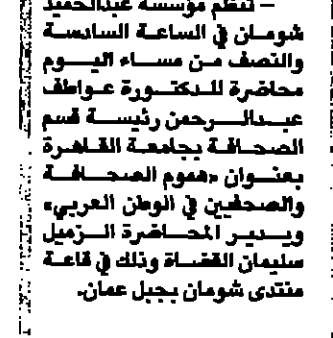 – تنظم مؤسسة عبدالحميد
شومان في الساعة السادسة
والنصف من مساء اليوم
محاضرة للدكتورة عواطف
عبدالرحمن رئيسة قسم
الصحافة بجامعة القاهرة
بعنوان «هموم الصحافة
والصحفيين في الوطن العربي»
ويدير المحاضرة الزميل
سليمان القضاة وذلك في قاعة
منتدى شومان بجبل عمان.